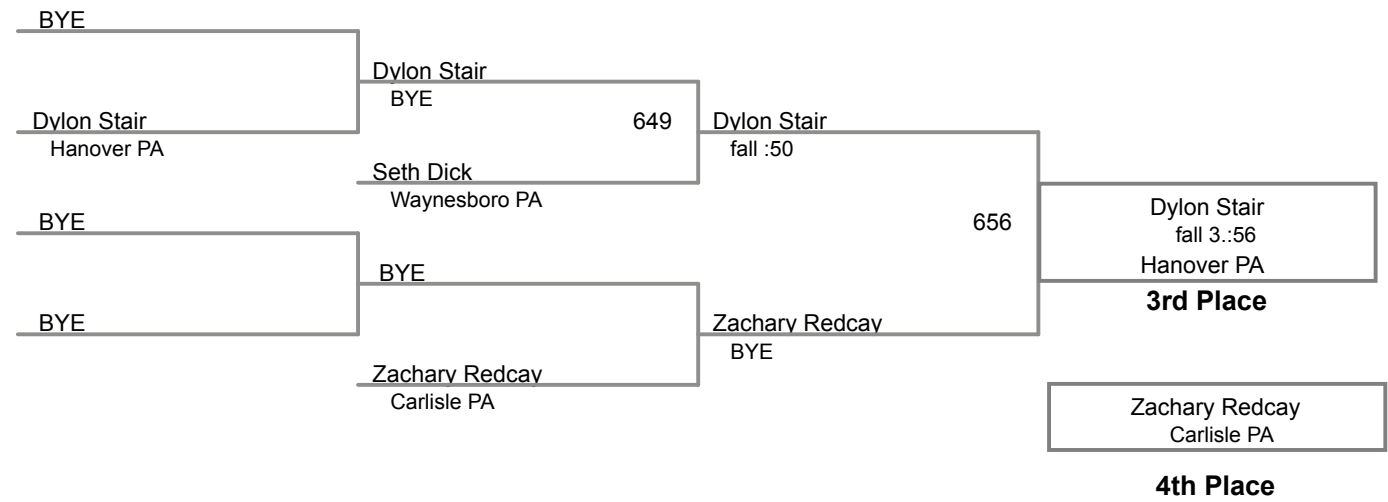 BYE
Dylon Stair
BYE
Dylon Stair
Hanover PA
649
Dylon Stair
fall :50
Seth Dick
Waynesboro PA
BYE
656
Dylon Stair
fall 3.:56
Hanover PA
3rd Place
BYE
BYE
Zachary Redcay
BYE
Zachary Redcay
Carlisle PA
Zachary Redcay
Carlisle PA
4th Place